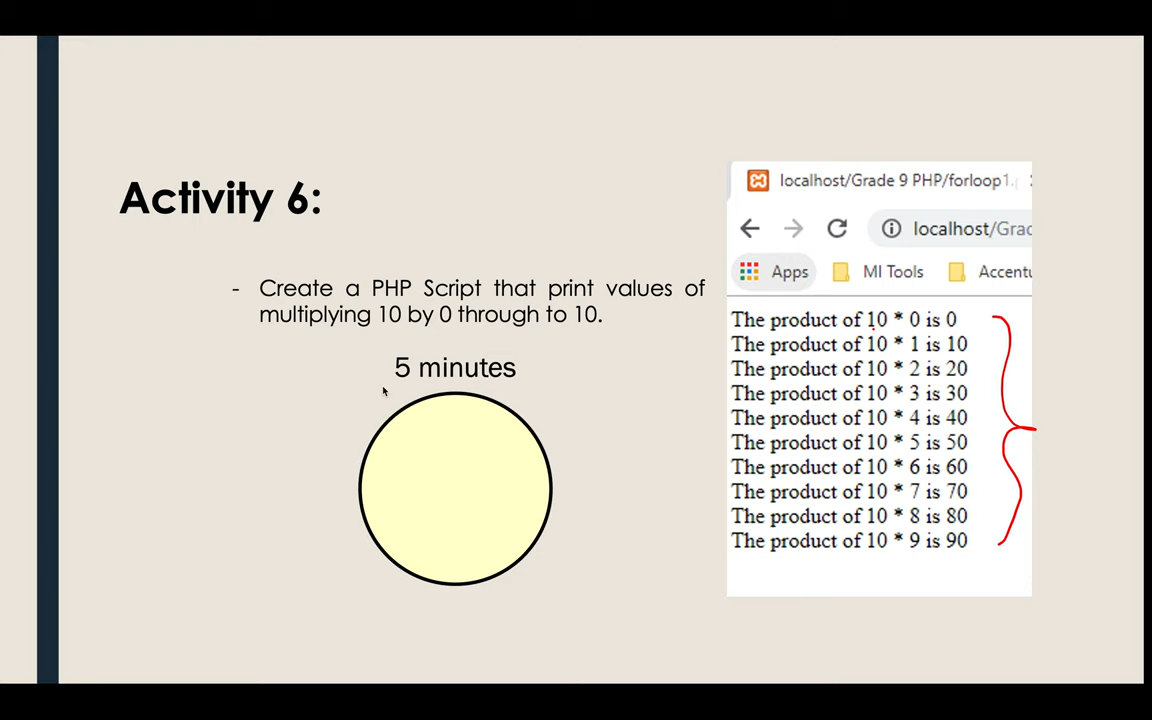 Activity 6:
- Create a PHP Script that print values of
multiplying 10 by 0 through to 10.
5 minutes
localhost/Grade 9 PHP/forloop1.
localhost/Grad
Apps MI Tools Accentu
The product of 10 * 0 is 0
The product of 10 * 1 is 10
The product of 10 * 2 is 20
The product of 10 * 3 is 30
The product of 10 * 4 is 40
The product of 10 * 5 is 50
The product of 10 * 6 is 60
The product of 10 * 7 is 70
The product of 10 * 8 is 80
The product of 10 * 9 is 90